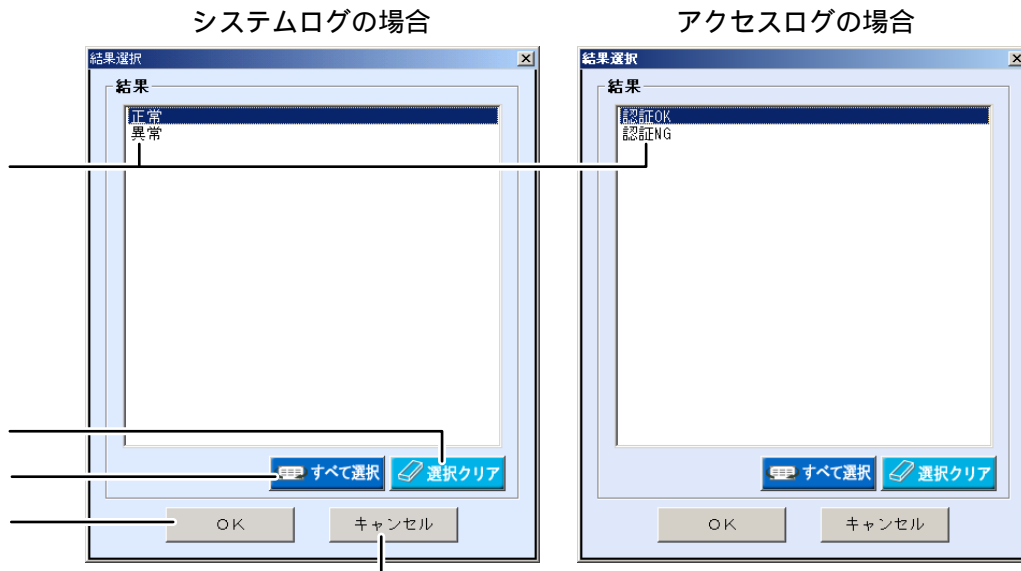 システムログの場合
結果選択
結果
正常
異常
すべて選択
選択クリア
OK
キャンセル
アクセスログの場合
結果選択
結果
認証OK
認証NG
すべて選択
選択クリア
OK
キャンセル